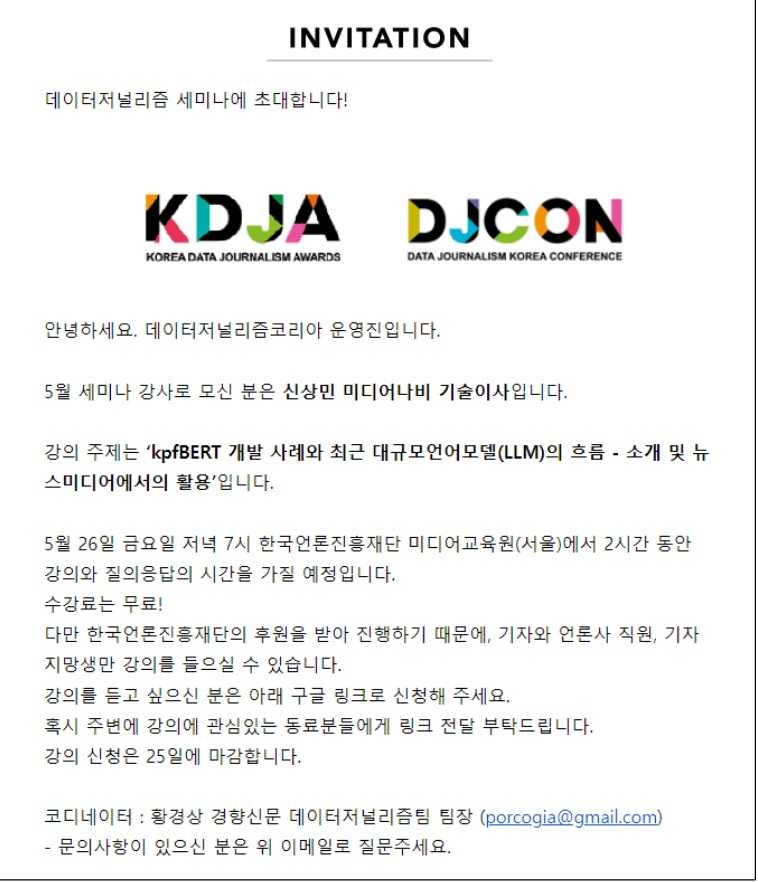 INVITATION
데이터저널리즘 세미나에 초대합니다!
KDJA DJCON
KOREA DATA JOURNALISM AWARDS DATA JOURNALISM KOREA CONFERENCE
안녕하세요. 데이터저널리즘코리아 운영진입니다.
5월 세미나 강사로 모신 분은 신상민 미디어나비 기술이사입니다.
강의 주제는 ‘kpfBERT 개발 사례와 최근 대규모언어모델(LLM)의 흐름 - 소개 및 뉴
스미디어에서의 활용’입니다.
5월 26일 금요일 저녁 7시 한국언론진흥재단 미디어교육원(서울)에서 2시간 동안
강의와 질의응답의 시간을 가질 예정입니다.
수강료는 무료!
다만 한국언론진흥재단의 후원을 받아 진행하기 때문에, 기자와 언론사 직원, 기자
지망생만 강의를 들으실 수 있습니다.
강의를 듣고 싶으신 분은 아래 구글 링크로 신청해 주세요.
혹시 주변에 강의에 관심있는 동료분들에게 링크 전달 부탁드립니다.
강의 신청은 25일에 마감합니다.
코디네이터 : 황경상 경향신문 데이터저널리즘팀 팀장 (porcogia@gmail.com)
- 문의사항이 있으신 분은 위 이메일로 질문주세요.